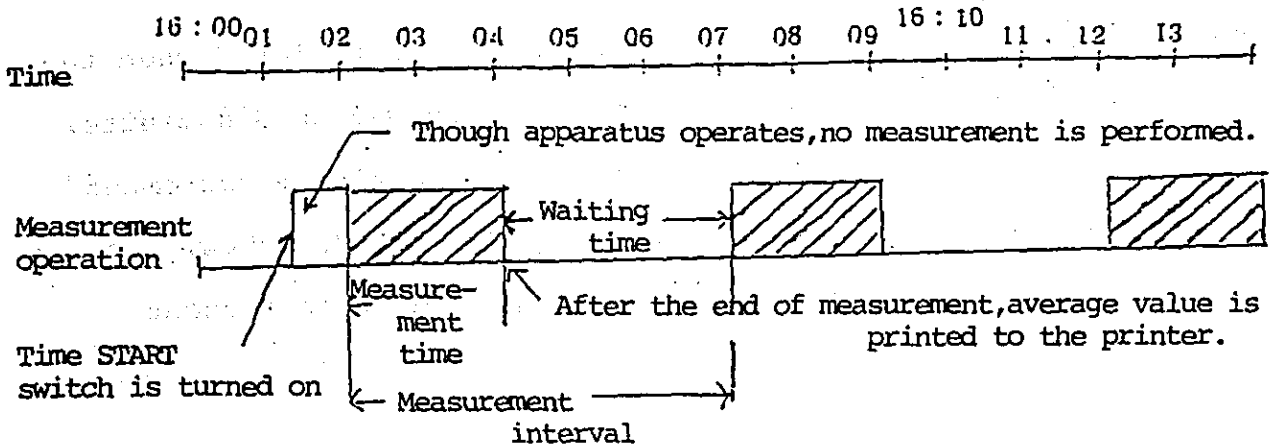 16 : 00 01 02 03 04 05 06 07 08 09 16 : 10 11 . 12 13
Time
Though apparatus operates, no measurement is performed.
Measurement
operation
Waiting
time
Measure-
ment
time
After the end of measurement, average value is
printed to the printer.
Time START
switch is turned on
Measurement
interval